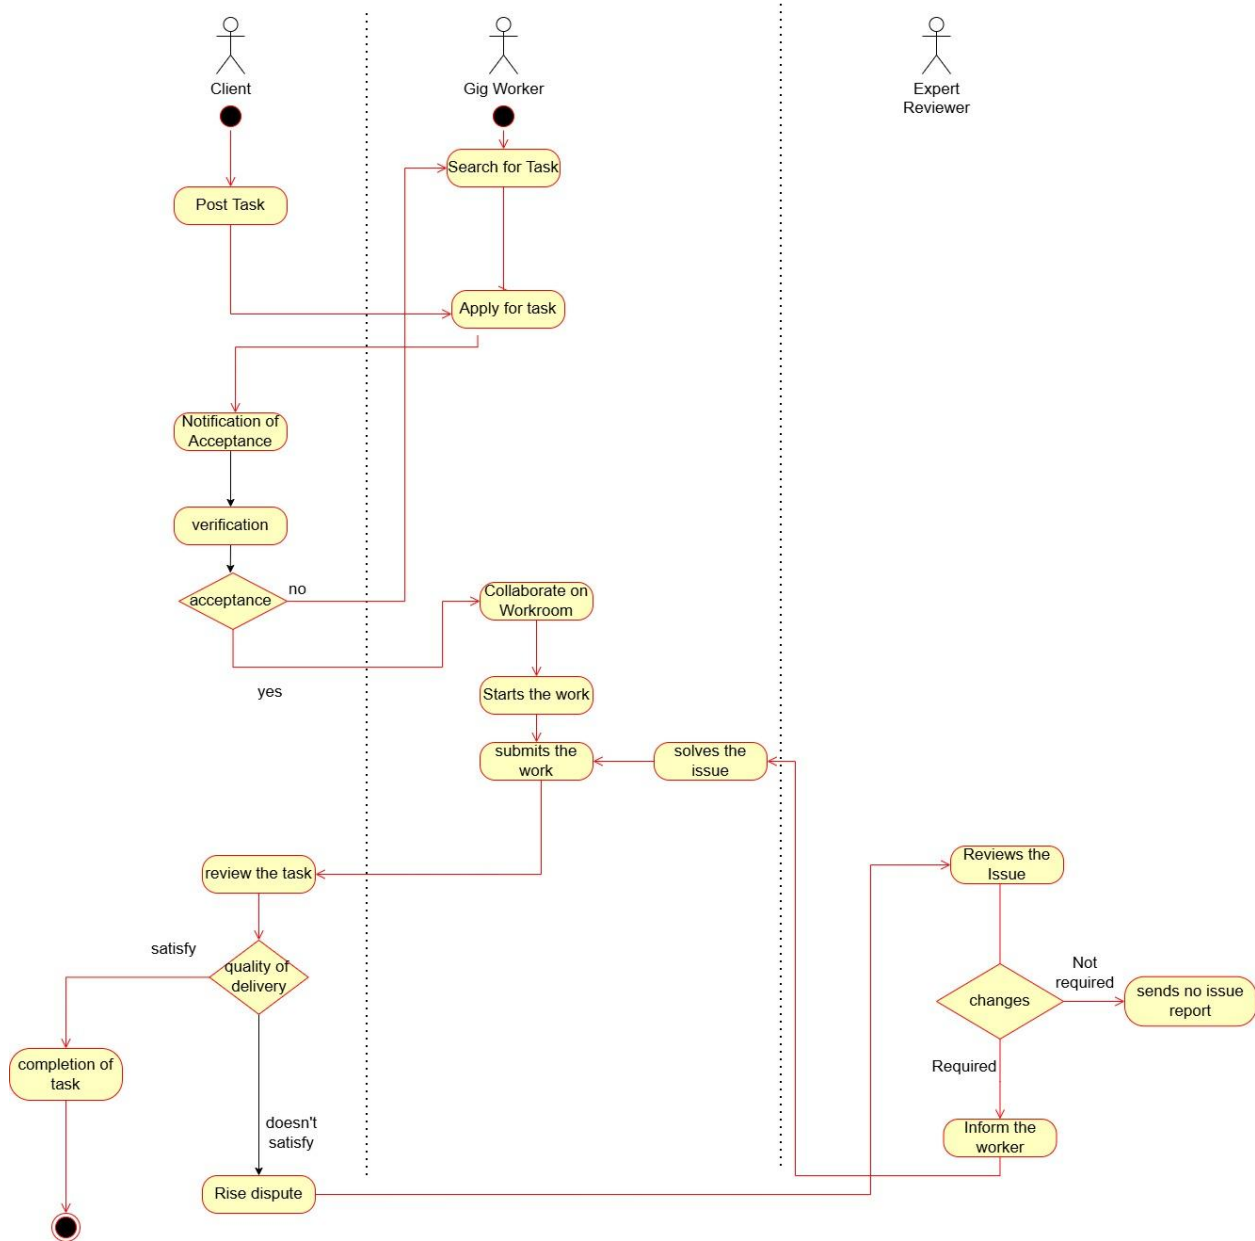 Client
Gig Worker
Expert
Reviewer
Search for Task
Post Task
Apply for task
Notification of
Acceptance
verification
acceptance
no
yes
Collaborate on
Workroom
Starts the work
submits the
work
solves the
issue
review the task
Reviews the
Issue
satisfy
quality of
delivery
changes
Not
required
sends no issue
report
completion of
task
Required
doesn't
satisfy
Inform the
worker
Rise dispute